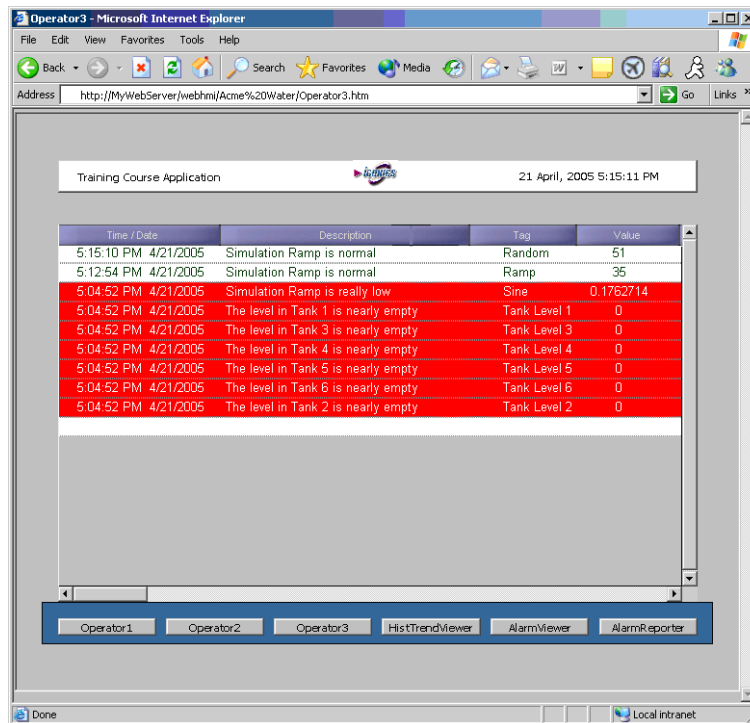 Operator3 - Microsoft Internet Explorer
File Edit View Favorites Tools Help
Back Search Favorites Media
Address http://MyWebServer/webhmi/Acme%20Water/Operator3.htm Go Links »
Training Course Application 21 April, 2005 5:15:11 PM
Time / Date Description Tag Value
5:15:10 PM 4/21/2005 Simulation Ramp is normal Random 51
5:12:54 PM 4/21/2005 Simulation Ramp is normal Ramp 35
5:04:52 PM 4/21/2005 Simulation Ramp is really low Sine 0.1762714
5:04:52 PM 4/21/2005 The level in Tank 1 is nearly empty Tank Level 1 0
5:04:52 PM 4/21/2005 The level in Tank 3 is nearly empty Tank Level 3 0
5:04:52 PM 4/21/2005 The level in Tank 4 is nearly empty Tank Level 4 0
5:04:52 PM 4/21/2005 The level in Tank 5 is nearly empty Tank Level 5 0
5:04:52 PM 4/21/2005 The level in Tank 6 is nearly empty Tank Level 6 0
5:04:52 PM 4/21/2005 The level in Tank 2 is nearly empty Tank Level 2 0
Operator1 Operator2 Operator3 HistTrendViewer AlarmViewer AlarmReporter
Done Local intranet